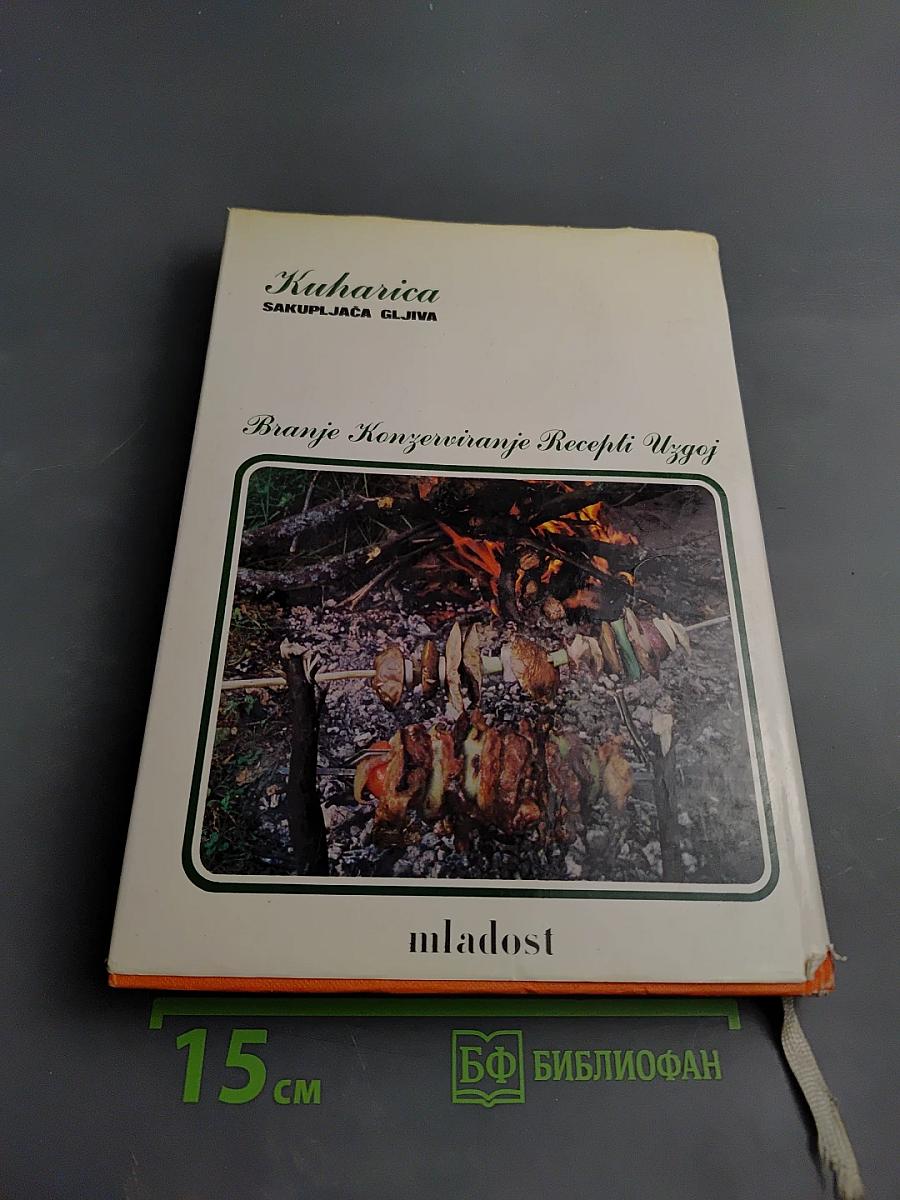 Kuharica
SAKUPLJAČA GLJIVA
Branje Konzerviranje Recepti Uzgoj
mladost
15 см
БФ БИБЛИОФАН